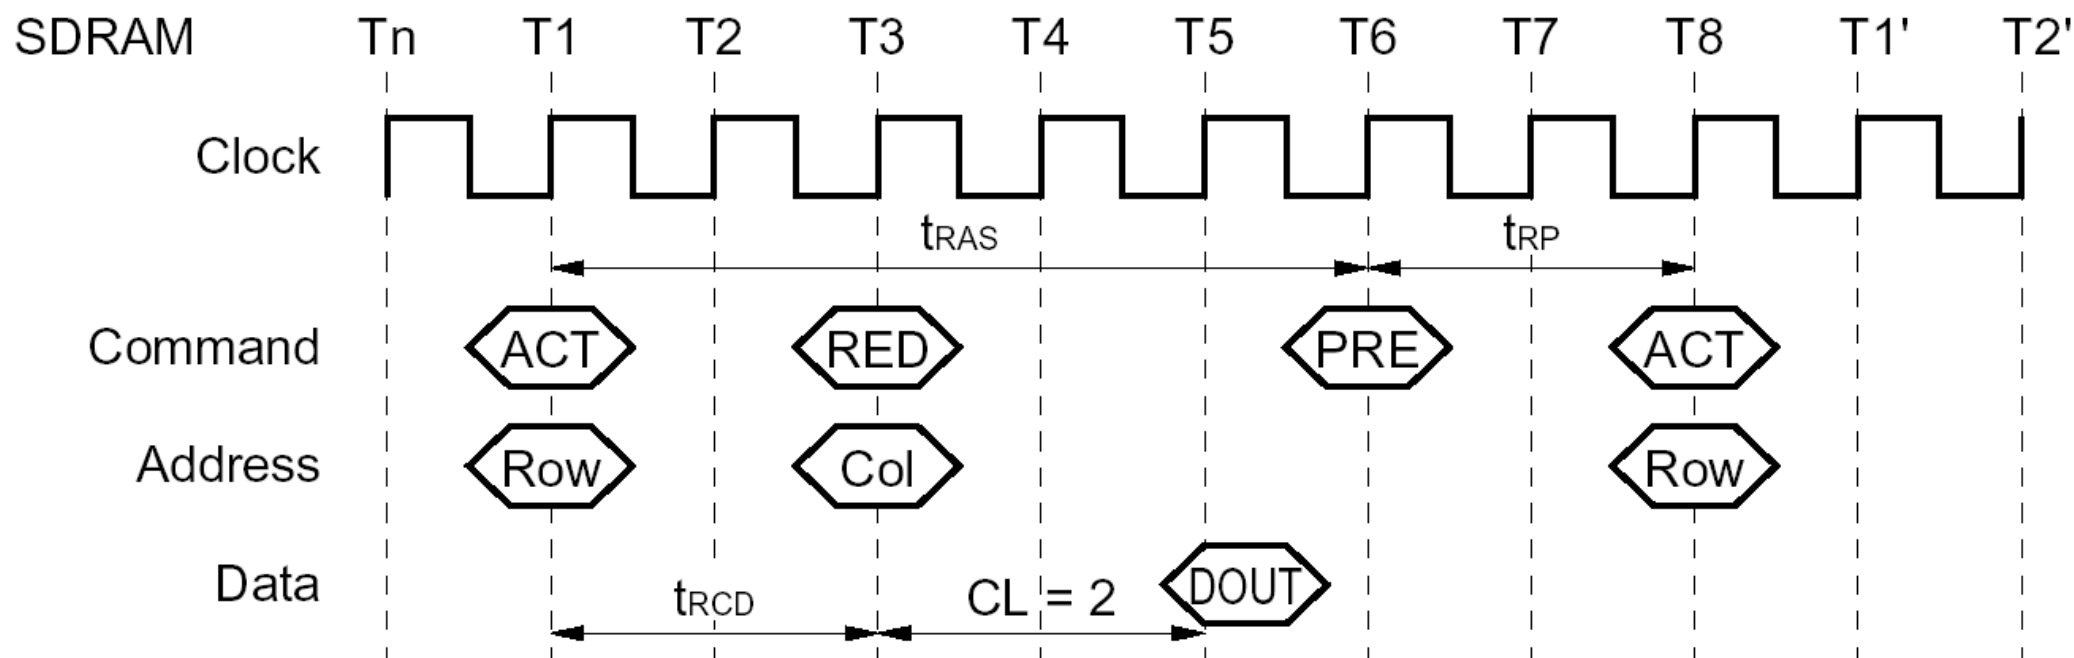 SDRAM Tn T1 T2 T3 T4 T5 T6 T7 T8 T1' T2'
Clock
tRAS tRP
Command ACT RED PRE ACT
Address Row Col Row
Data DOUT
tRCD CL = 2